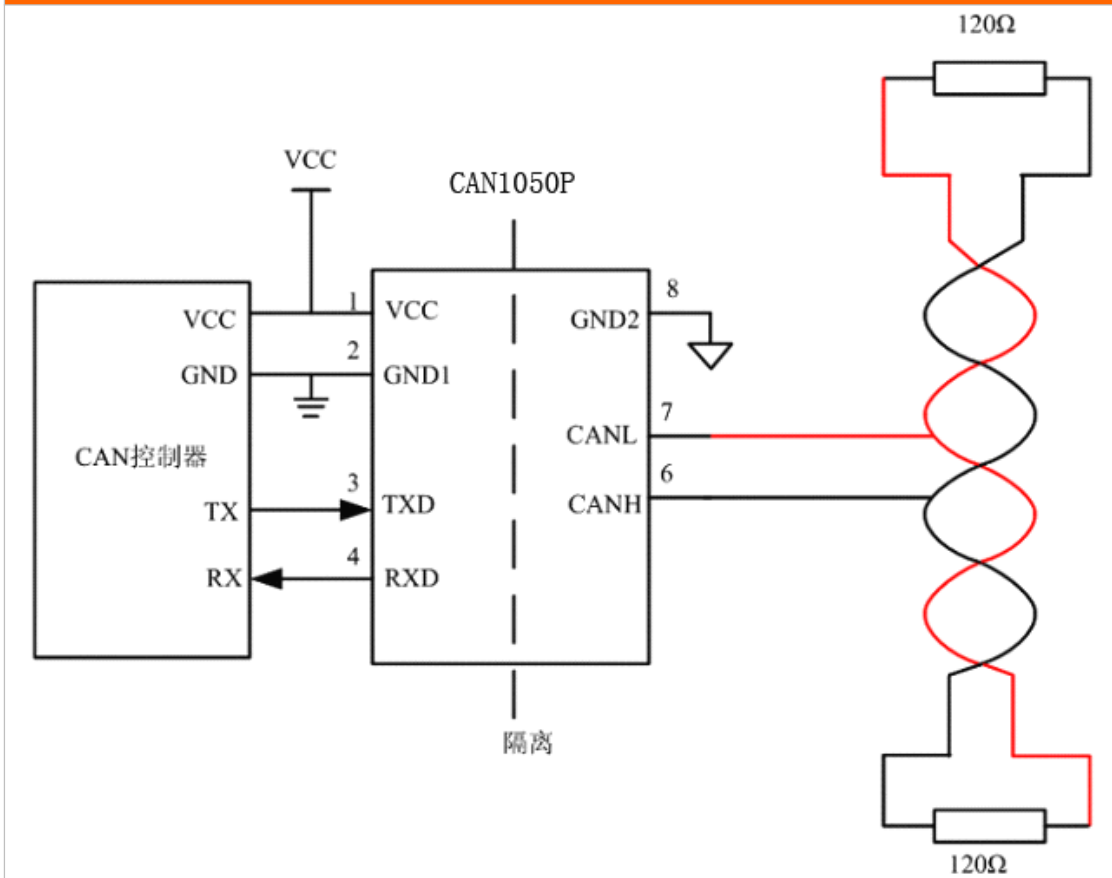 120Ω
VCC
CAN1050P
VCC
1
VCC
GND2
8
GND
2
GND1
CAN控制器
CANL
7
TX
3
TXD
CANH
6
RX
4
RXD
隔离
120Ω